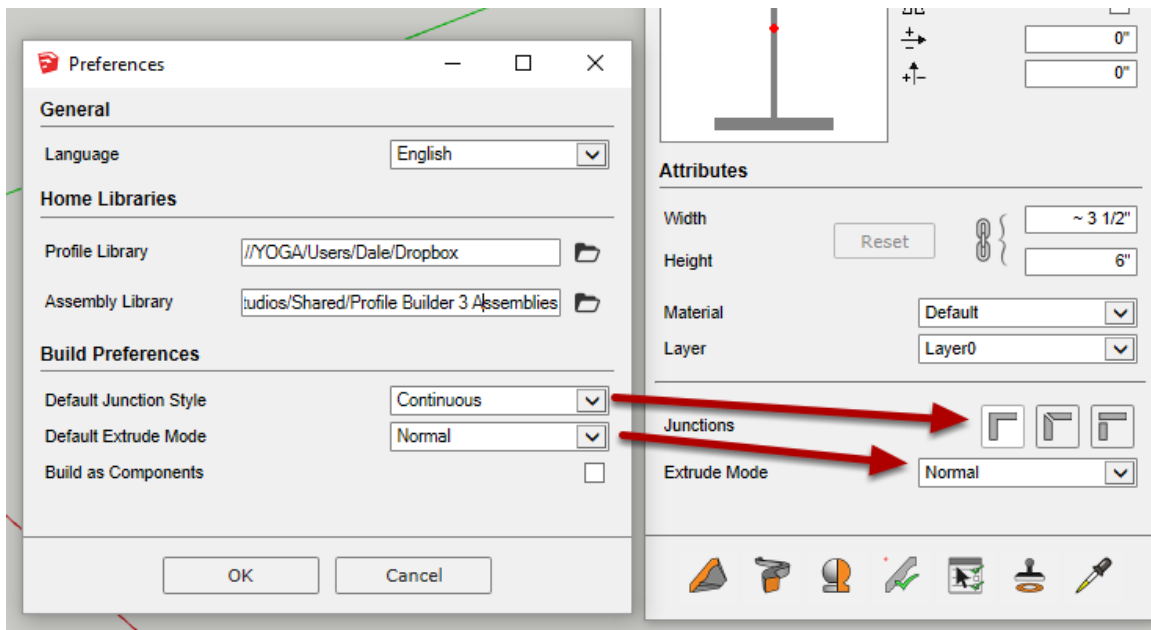 Preferences
General
Language English
Home Libraries
Profile Library //YOGA/Users/Dale/Dropbox
Assembly Library tudios/Shared/Profile Builder 3 Assemblies
Build Preferences
Default Junction Style Continuous
Default Extrude Mode Normal
Build as Components
OK Cancel
0"
0"
Attributes
Width ~ 3 1/2"
Reset
Height 6"
Material Default
Layer Layer0
Junctions
Extrude Mode Normal